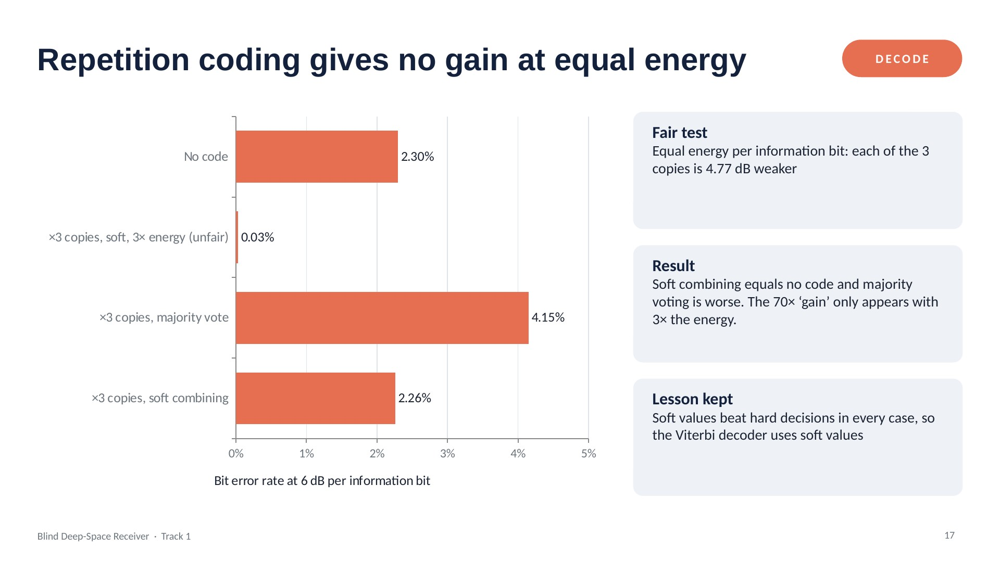 Repetition coding gives no gain at equal energy
DECODE
No code
2.30%
×3 copies, soft, 3× energy (unfair)
0.03%
×3 copies, majority vote
4.15%
×3 copies, soft combining
2.26%
0% 1% 2% 3% 4% 5%
Bit error rate at 6 dB per information bit
Fair test
Equal energy per information bit: each of the 3
copies is 4.77 dB weaker
Result
Soft combining equals no code and majority
voting is worse. The 70× ‘gain’ only appears with
3× the energy.
Lesson kept
Soft values beat hard decisions in every case, so
the Viterbi decoder uses soft values
Blind Deep-Space Receiver · Track 1
17